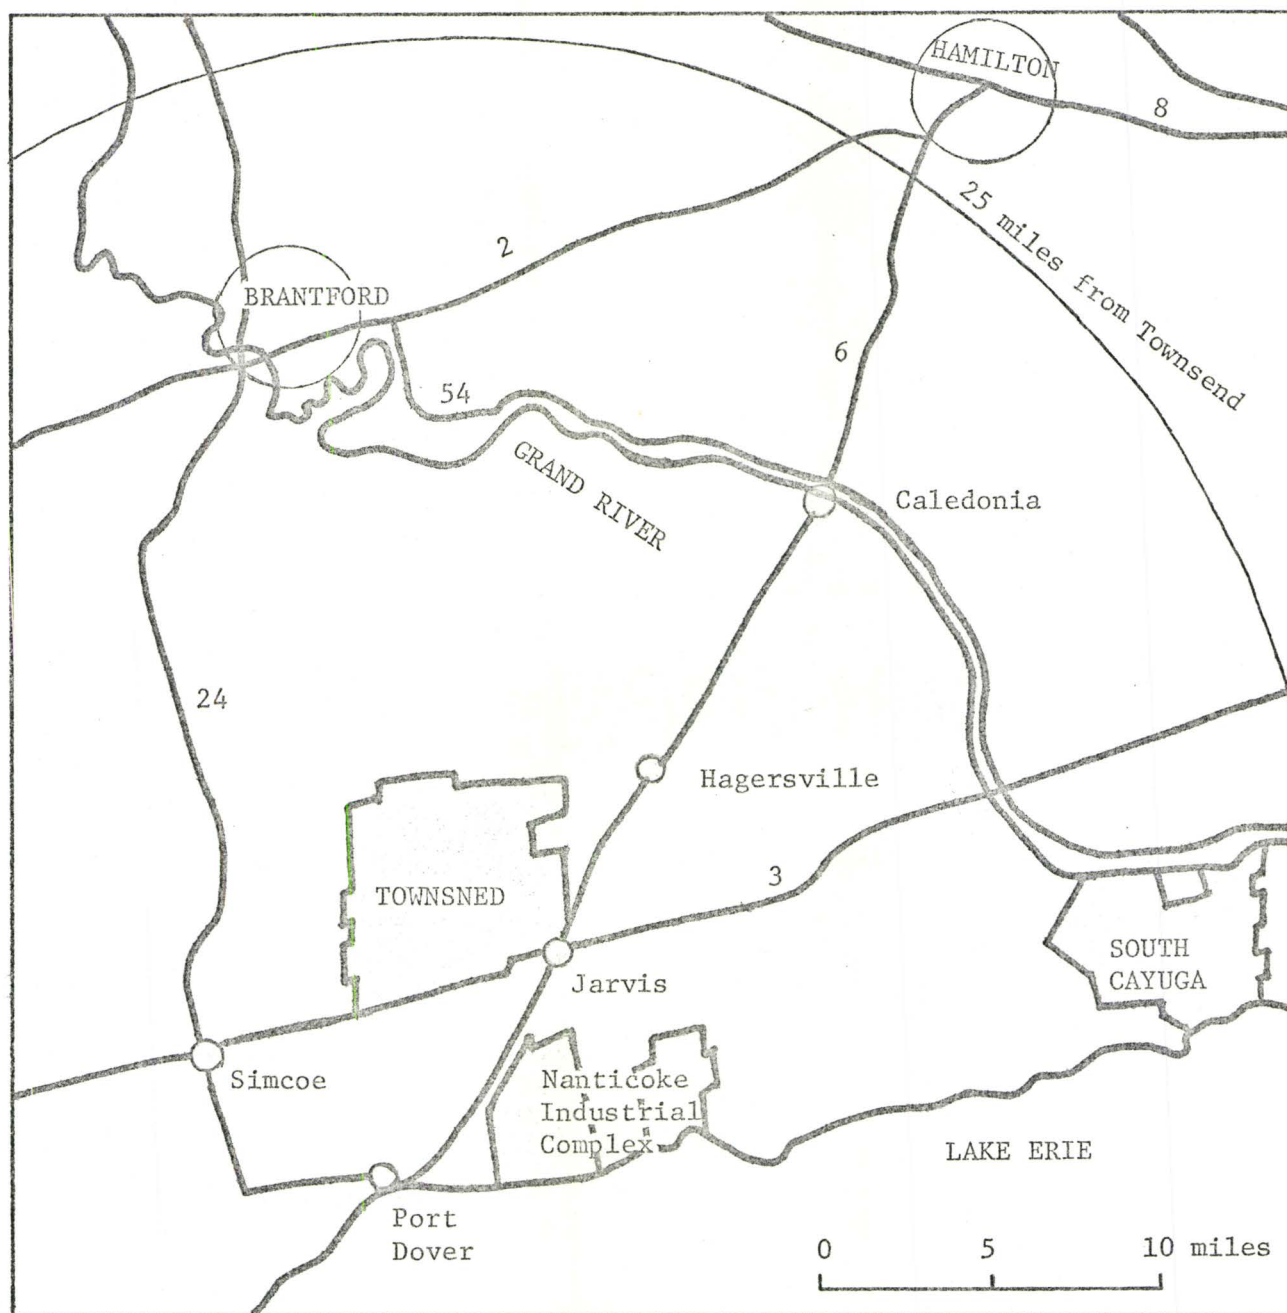 HAMILTON
8
25 miles from Townsend
2
BRANTFORD
6
54
GRAND RIVER
Caledonia
24
Hagersville
TOWNSNED
3
SOUTH
CAYUGA
Jarvis
Simcoe
Nanticoke
Industrial
Complex
LAKE ERIE
Port
Dover
0 5 10 miles